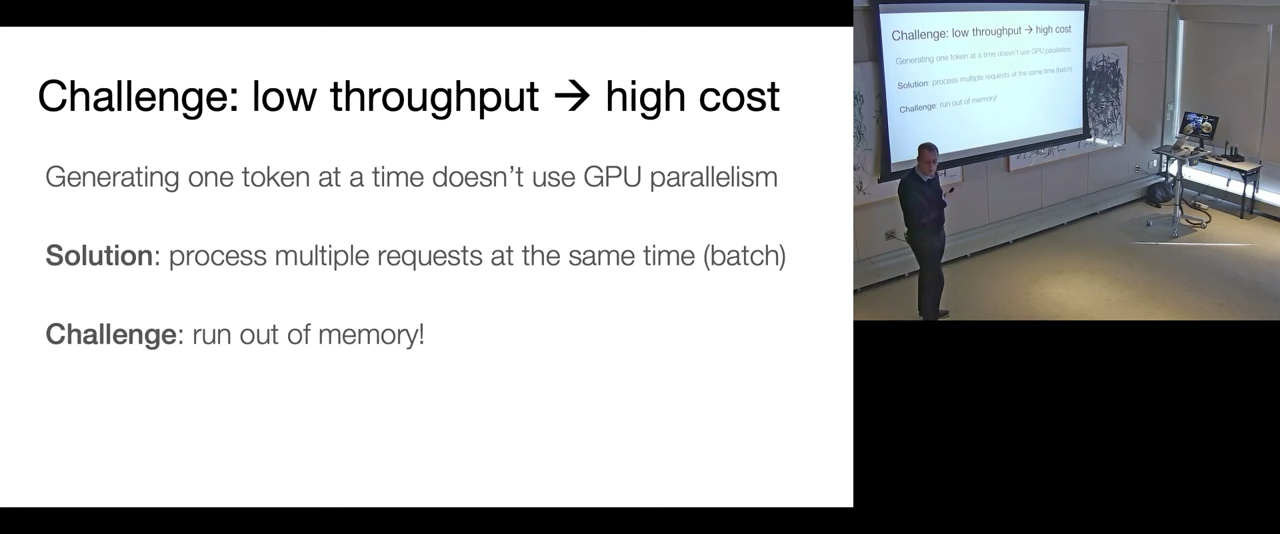 Challenge: low throughput → high cost
Generating one token at a time doesn’t use GPU parallelism
Solution: process multiple requests at the same time (batch)
Challenge: run out of memory!
Challenge: low throughput → high cost
Generating one token at a time doesn’t use GPU parallelism
Solution: process multiple requests at the same time (batch)
Challenge: run out of memory!